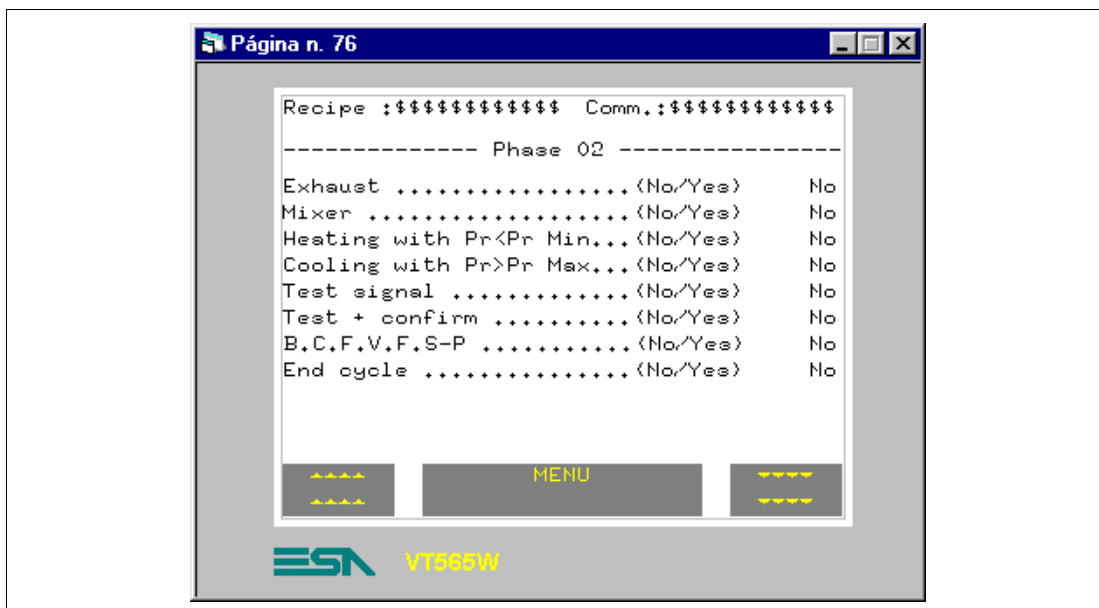 Página n. 76
Recipe :$$$$$$$$$$$$ Comm.:$$$$$$$$$$$$
-------------- Phase 02 ----------------
Exhaust .................(No/Yes) No
Mixer ...................(No/Yes) No
Heating with Pr<Pr Min...(No/Yes) No
Cooling with Pr>Pr Max...(No/Yes) No
Test signal .............(No/Yes) No
Test + confirm ..........(No/Yes) No
B.C.F.V.F.S-P ...........(No/Yes) No
End cycle ...............(No/Yes) No
MENU
ESA VT565W